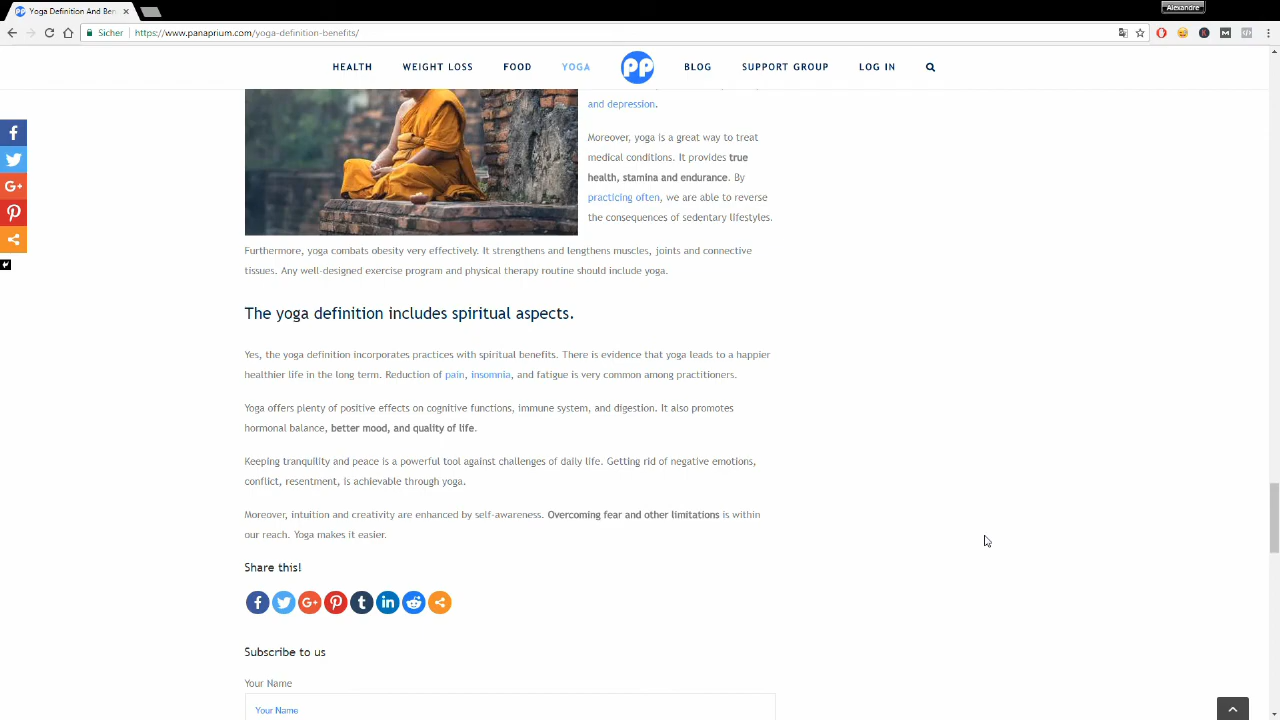 Alexandre
Yoga Definition And Ben
Sicher
https://www.panaprium.com/yoga-definition-benefits/
HEALTH WEIGHT LOSS FOOD YOGA PP BLOG SUPPORT GROUP LOG IN
and depression.
Moreover, yoga is a great way to treat
medical conditions. It provides true
health, stamina and endurance. By
practicing often, we are able to reverse
the consequences of sedentary lifestyles.
Furthermore, yoga combats obesity very effectively. It strengthens and lengthens muscles, joints and connective
tissues. Any well-designed exercise program and physical therapy routine should include yoga.
The yoga definition includes spiritual aspects.
Yes, the yoga definition incorporates practices with spiritual benefits. There is evidence that yoga leads to a happier
healthier life in the long term. Reduction of pain, insomnia, and fatigue is very common among practitioners.
Yoga offers plenty of positive effects on cognitive functions, immune system, and digestion. It also promotes
hormonal balance, better mood, and quality of life.
Keeping tranquility and peace is a powerful tool against challenges of daily life. Getting rid of negative emotions,
conflict, resentment, is achievable through yoga.
Moreover, intuition and creativity are enhanced by self-awareness. Overcoming fear and other limitations is within
our reach. Yoga makes it easier.
Share this!
Subscribe to us
Your Name
Your Name